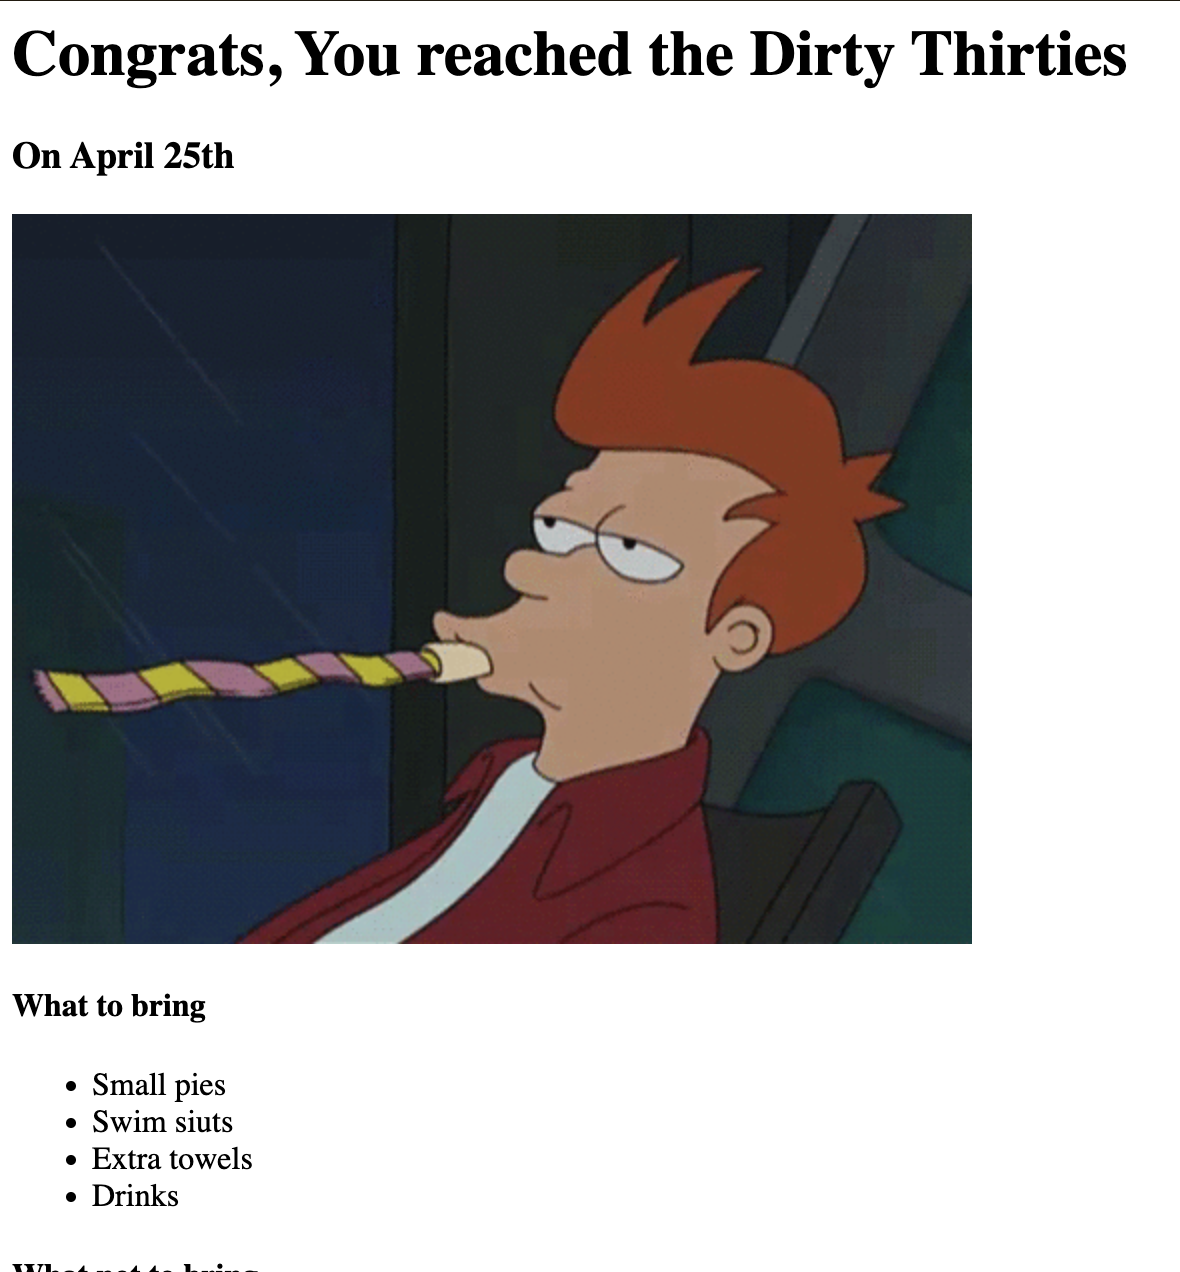 Congrats, You reached the Dirty Thirties
On April 25th
What to bring
Small pies
Swim siuts
Extra towels
Drinks
What not to bring